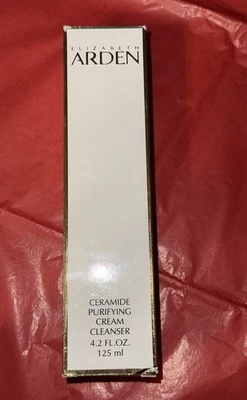 ELIZABETH
ARDEN
CERAMIDE
PURIFYING
CREAM
CLEANSER
4.2 FL.OZ.
125 ml